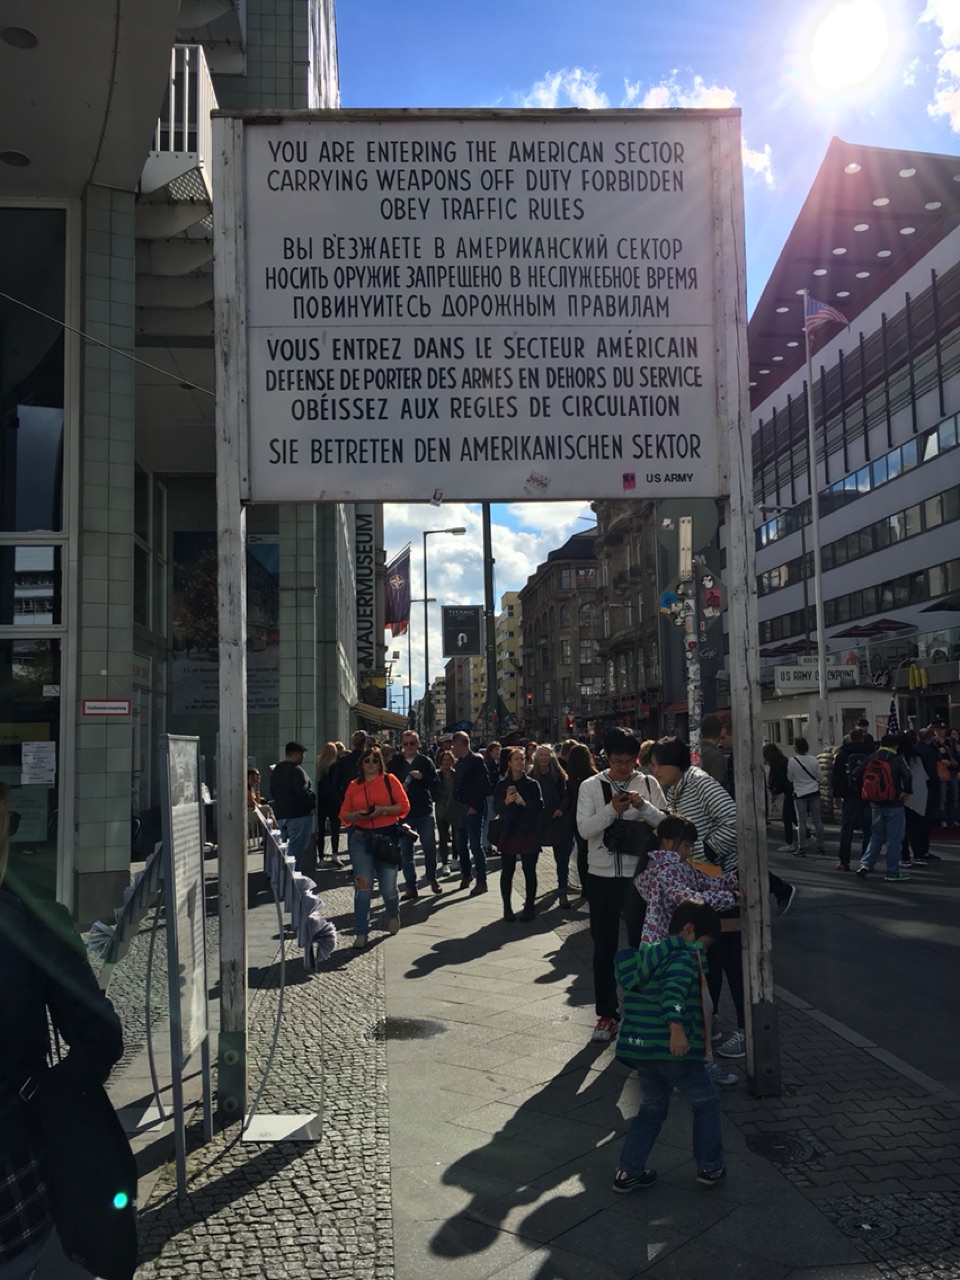 YOU ARE ENTERING THE AMERICAN SECTOR
CARRYING WEAPONS OFF DUTY FORBIDDEN
OBEY TRAFFIC RULES
ВЫ ВЪЕЗЖАЕТЕ В АМЕРИКАНСКИЙ СЕКТОР
НОСИТЬ ОРУЖИЕ ЗАПРЕЩЕНО В НЕСЛУЖЕБНОЕ ВРЕМЯ
ПОВИНУИТЕСЬ ДОРОЖНЫМ ПРАВИЛАМ
VOUS ENTREZ DANS LE SECTEUR AMÉRICAIN
DEFENSE DE PORTER DES ARMES EN DEHORS DU SERVICE
OBÉISSEZ AUX REGLES DE CIRCULATION
SIE BETRETEN DEN AMERIKANISCHEN SEKTOR
US ARMY
MAUERMUSEUM
TITANIC
US ARMY CHECKPOINT